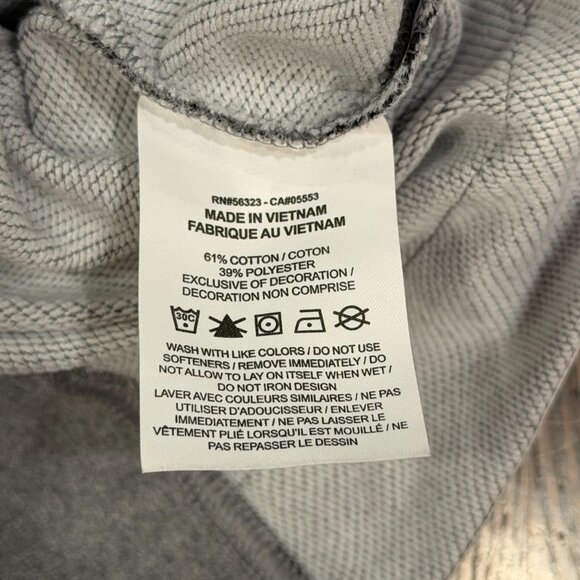 RN#56323 - CA#05553
MADE IN VIETNAM
FABRIQUE AU VIETNAM
61% COTTON / COTON
39% POLYESTER
EXCLUSIVE OF DECORATION /
DECORATION NON COMPRISE
30C
WASH WITH LIKE COLORS / DO NOT USE
SOFTENERS / REMOVE IMMEDIATELY / DO
NOT ALLOW TO LAY ON ITSELF WHEN WET /
DO NOT IRON DESIGN
LAVER AVEC COULEURS SIMILAIRES / NE PAS
UTILISER D'ADOUCISSEUR / ENLEVER
IMMEDIATEMENT / NE PAS LAISSER LE
VÊTEMENT PLIÉ LORSQU'IL EST MOUILLÉ / NE
PAS REPASSER LE DESSIN